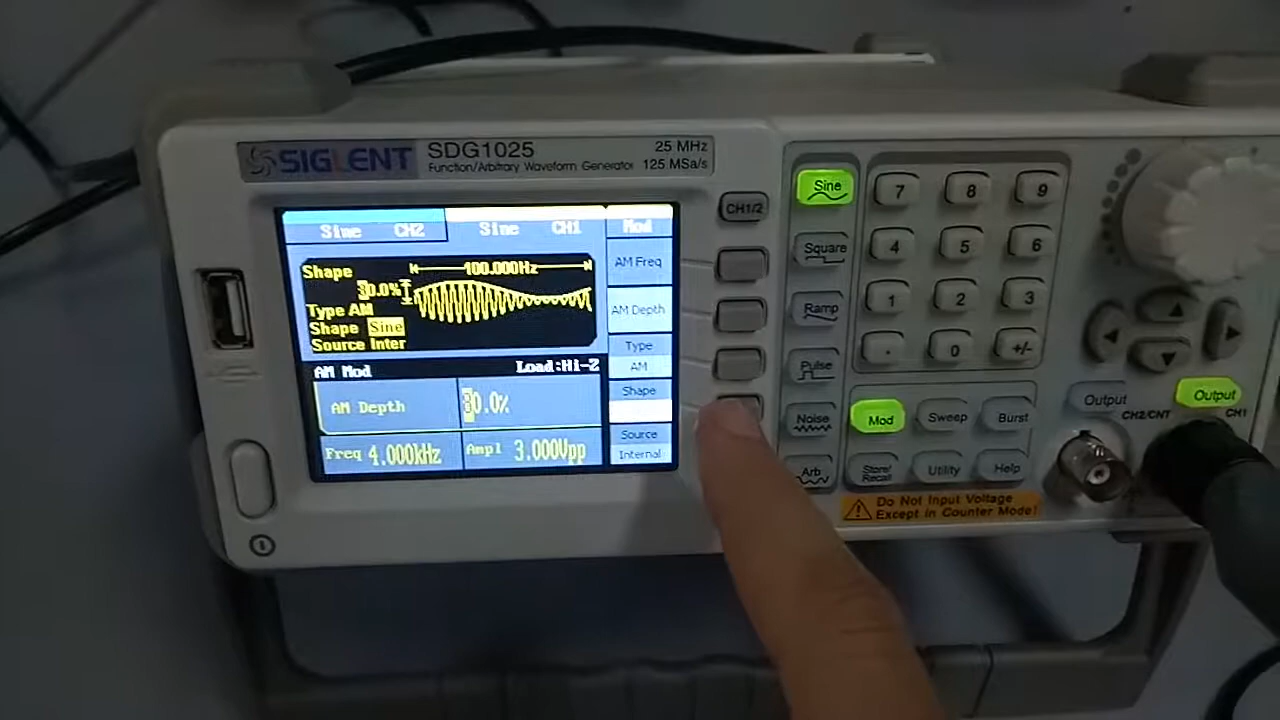 SIGLENT
SDG1025
Function/Arbitrary Waveform Generator
25 MHz
125 MSa/s
Sine CH2
Sine CH1
Mod
Shape
100.000Hz
0.0%
Type AM
Shape Sine
Source Inter
AM Mod
Load:Hi-Z
AM Depth
0.0%
Freq 4.000kHz
Ampl 3.000Vpp
AM Freq
AM Depth
Type
AM
Shape
Source
Internal
CH1/2
Sine
Square
Ramp
Pulse
Noise
Arb
7 8 9
4 5 6
1 2 3
. 0 +/-
Mod
Sweep
Burst
Store/
Recall
Utility
Help
Output
CH2/CNT
Output
CH1
Do Not Input Voltage
Except in Counter Mode!